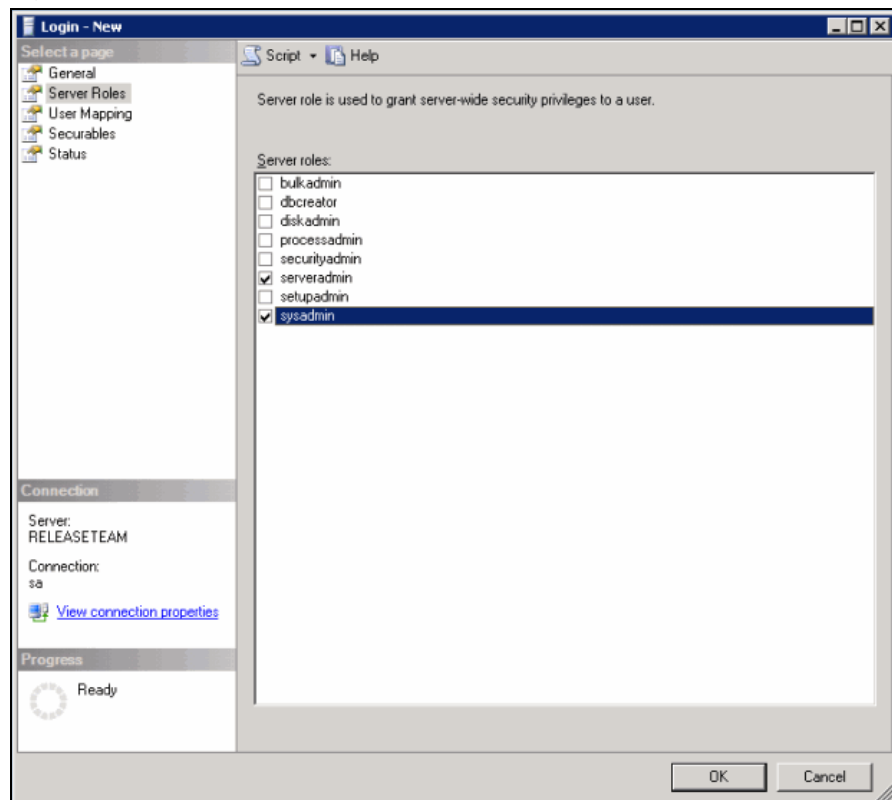 Login - New
Select a page
General
Server Roles
User Mapping
Securables
Status
Script Help
Server role is used to grant server-wide security privileges to a user.
Server roles:
bulkadmin
dbcreator
diskadmin
processadmin
securityadmin
serveradmin
setupadmin
sysadmin
Connection
Server:
RELEASETEAM
Connection:
sa
View connection properties
Progress
Ready
OK Cancel